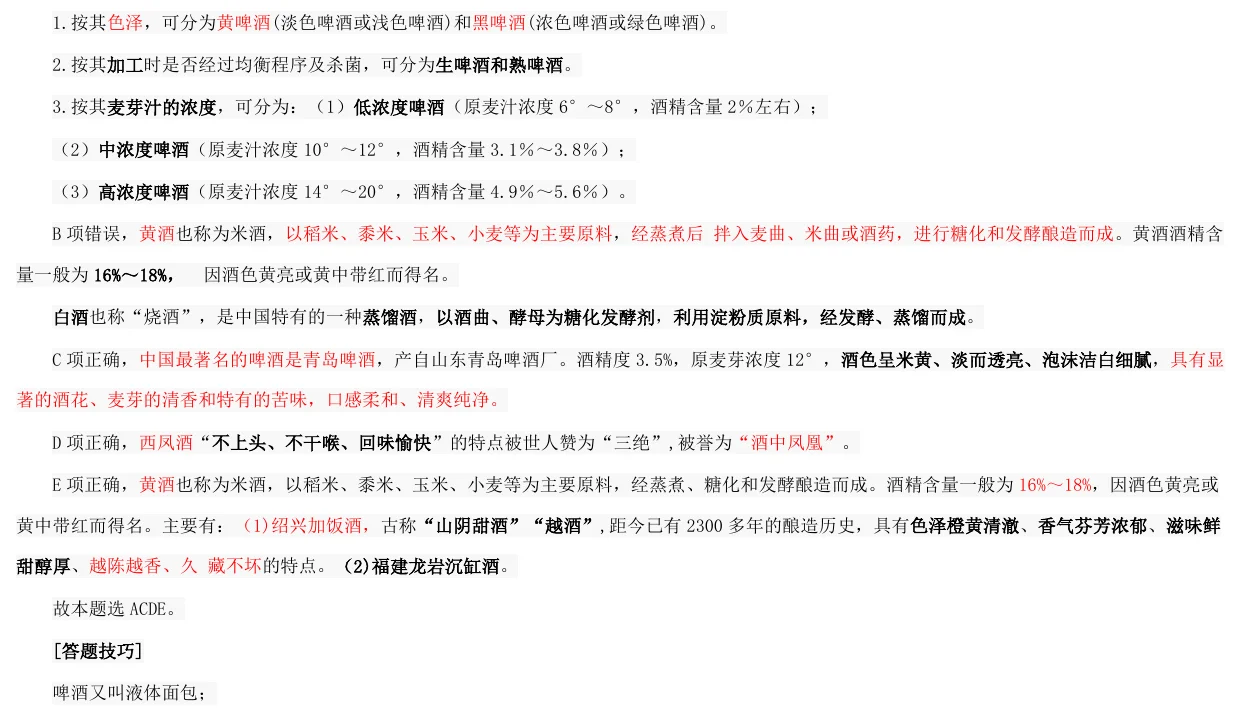 1.按其色泽，可分为黄啤酒(淡色啤酒或浅色啤酒)和黑啤酒(浓色啤酒或绿色啤酒)。
2.按其加工时是否经过均衡程序及杀菌，可分为生啤酒和熟啤酒。
3.按其麦芽汁的浓度，可分为：（1）低浓度啤酒（原麦汁浓度 6°～8°，酒精含量 2%左右）；
（2）中浓度啤酒（原麦汁浓度 10°～12°，酒精含量 3.1%～3.8%）；
（3）高浓度啤酒（原麦汁浓度 14°～20°，酒精含量 4.9%～5.6%）。
B 项错误，黄酒也称为米酒，以稻米、黍米、玉米、小麦等为主要原料，经蒸煮后 拌入麦曲、米曲或酒药，进行糖化和发酵酿造而成。黄酒酒精含
量一般为 16%～18%， 因酒色黄亮或黄中带红而得名。
白酒也称“烧酒”，是中国特有的一种蒸馏酒，以酒曲、酵母为糖化发酵剂，利用淀粉质原料，经发酵、蒸馏而成。
C 项正确，中国最著名的啤酒是青岛啤酒，产自山东青岛啤酒厂。酒精度 3.5%，原麦芽浓度 12°，酒色呈米黄、淡而透亮、泡沫洁白细腻，具有显
著的酒花、麦芽的清香和特有的苦味，口感柔和、清爽纯净。
D 项正确，西凤酒“不上头、不干喉、回味愉快”的特点被世人赞为“三绝”,被誉为“酒中凤凰”。
E 项正确，黄酒也称为米酒，以稻米、黍米、玉米、小麦等为主要原料，经蒸煮、糖化和发酵酿造而成。酒精含量一般为 16%～18%，因酒色黄亮或
黄中带红而得名。主要有：（1)绍兴加饭酒，古称“山阴甜酒”“越酒”,距今已有 2300 多年的酿造历史，具有色泽橙黄清澈、香气芬芳浓郁、滋味鲜
甜醇厚、越陈越香、久 藏不坏的特点。（2)福建龙岩沉缸酒。
故本题选 ACDE。
[答题技巧]
啤酒又叫液体面包；